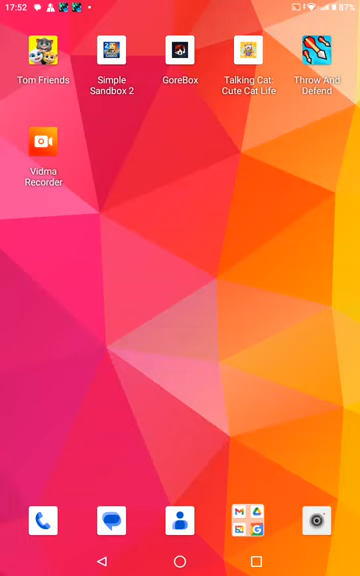 17:52
87%
Tom Friends
Simple
Sandbox 2
GoreBox
Talking Cat:
Cute Cat Life
Throw And
Defend
Vidma
Recorder